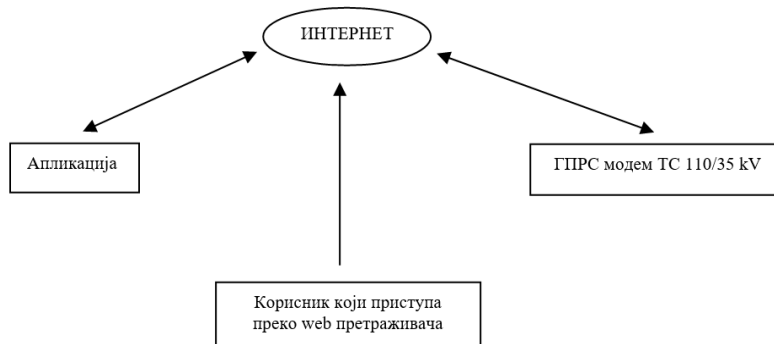 ИНТЕРНЕТ
Апликација
ГПРС модем ТС 110/35 kV
Корисник који приступа
преко web претраживача